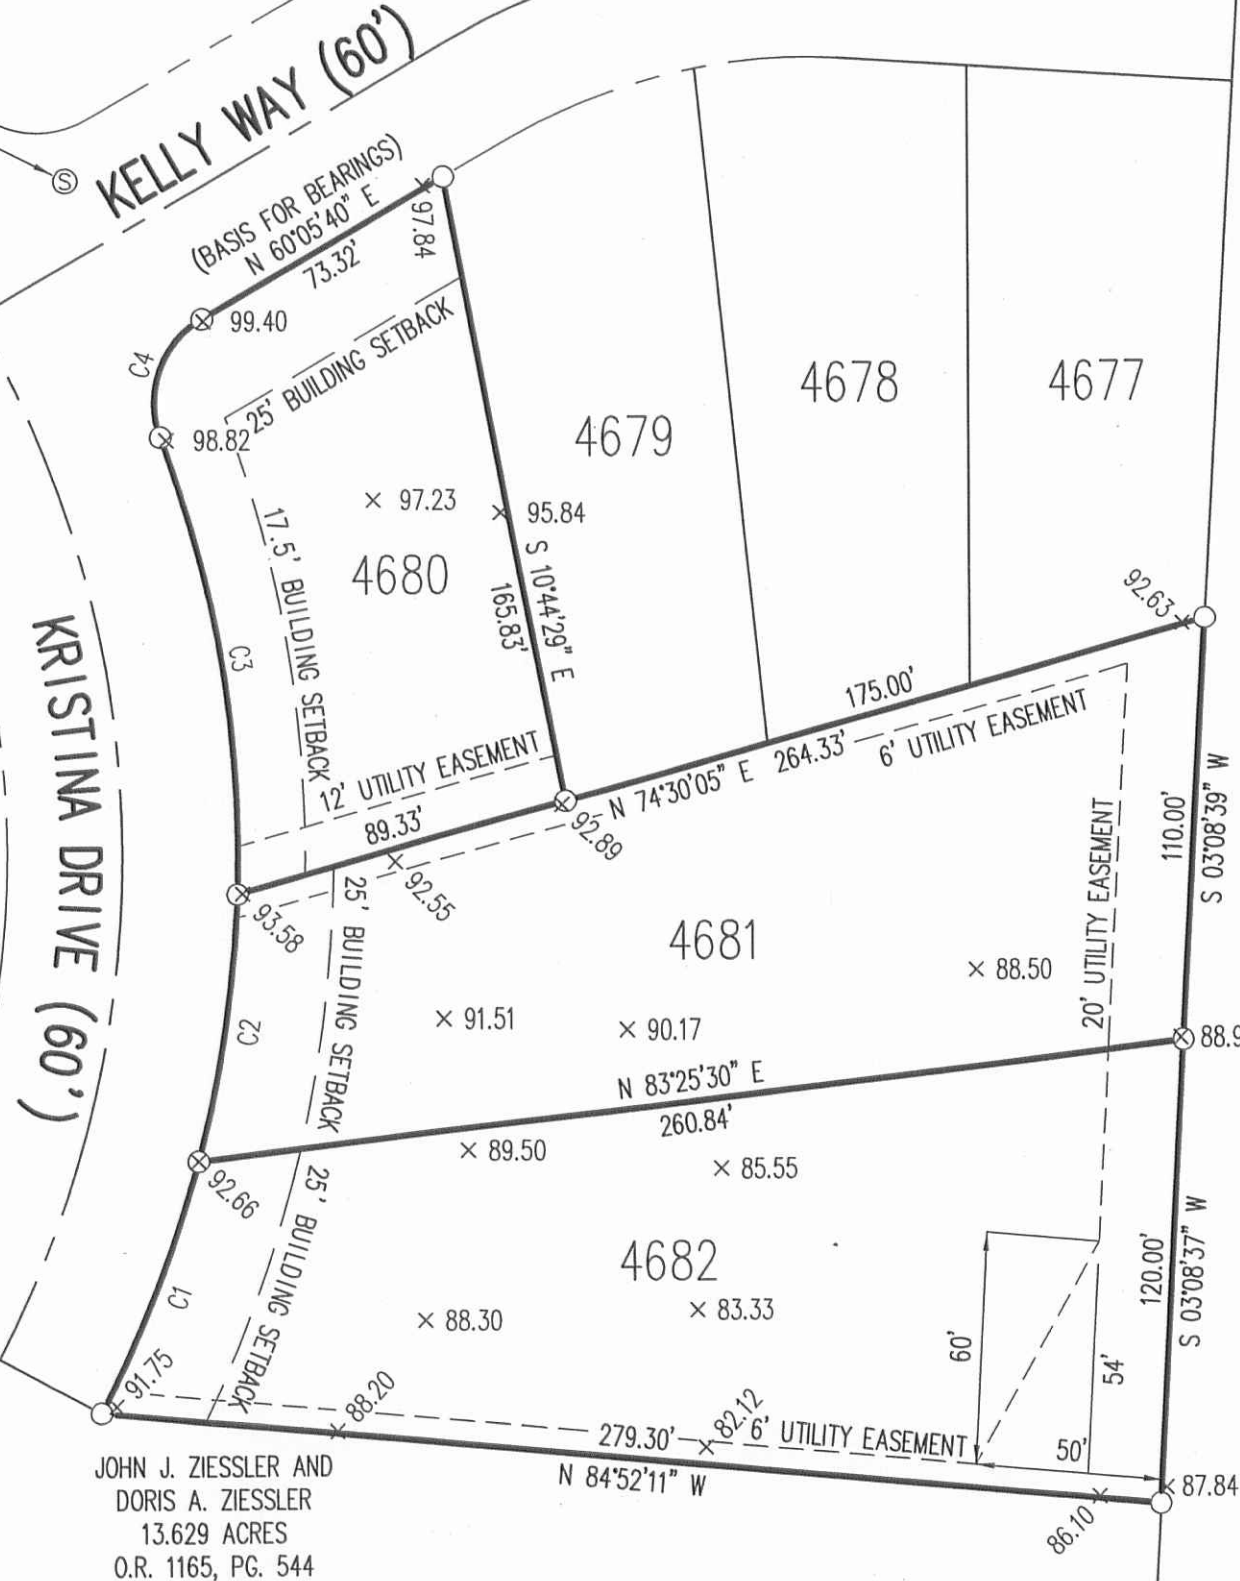 KELLY WAY (60')
S
(BASIS FOR BEARINGS)
N 60°05'40" E
73.32'
97.84
99.40
C4
25' BUILDING SETBACK
98.82
4679
4678
4677
97.23
95.84
17.5' BUILDING SETBACK
4680
S 10°44'29" E
165.83'
92.63
C3
KRISTINA DRIVE (60')
175.00'
6' UTILITY EASEMENT
264.33'
N 74°30'05" E
12' UTILITY EASEMENT
89.33'
92.89
92.55
93.58
110.00'
S 03°08'39" W
20' UTILITY EASEMENT
25' BUILDING SETBACK
4681
88.50
91.51
90.17
C2
88.9
N 83°25'30" E
260.84'
89.50
85.55
92.66
25' BUILDING SETBACK
4682
120.00'
S 03°08'37" W
C1
88.30
83.33
60'
54'
91.75
88.20
82.12
279.30'
6' UTILITY EASEMENT
50'
N 84°52'11" W
87.84
86.10
JOHN J. ZIESSLER AND
DORIS A. ZIESSLER
13.629 ACRES
O.R. 1165, PG. 544